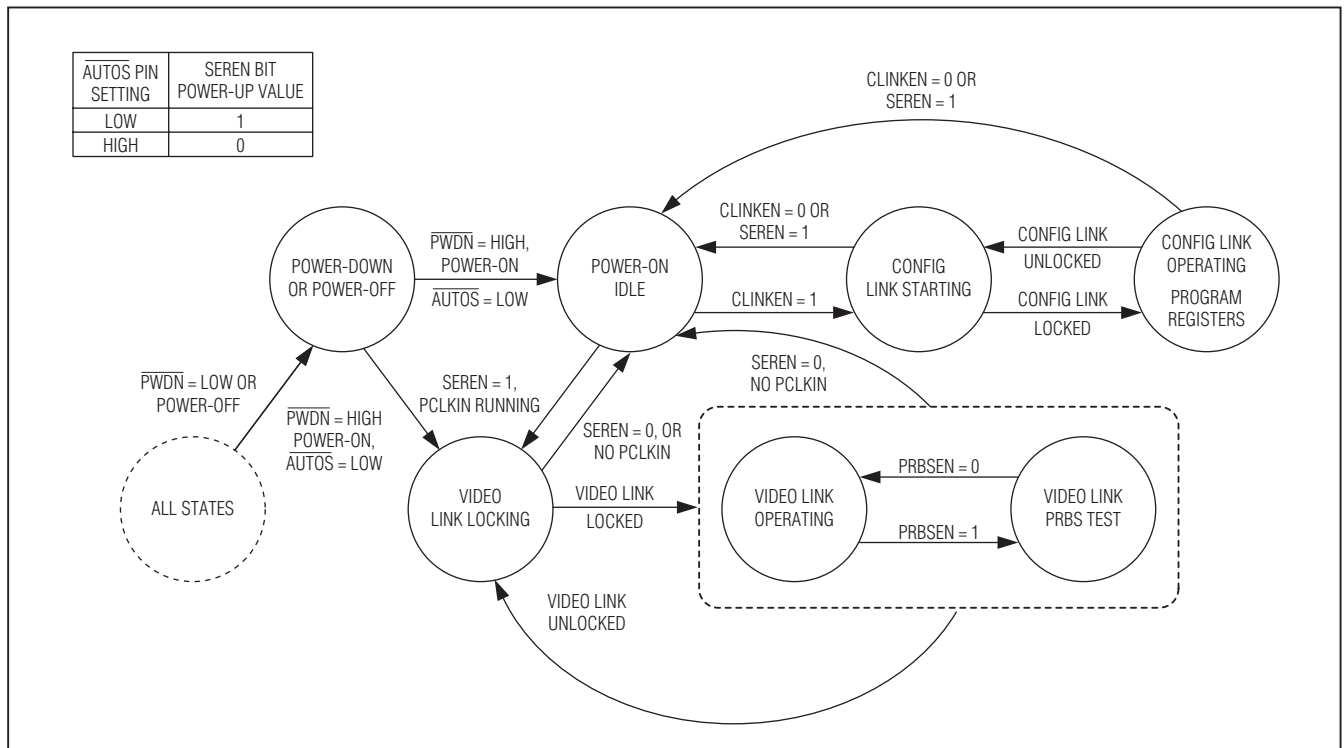 AUTOS PIN SETTING
SEREN BIT POWER-UP VALUE
LOW 1
HIGH 0
CLINKEN = 0 OR
SEREN = 1
CLINKEN = 0 OR
SEREN = 1
CONFIG LINK
UNLOCKED
PWDN = HIGH,
POWER-ON
AUTOS = LOW
POWER-DOWN
OR POWER-OFF
POWER-ON
IDLE
CONFIG
LINK STARTING
CONFIG LINK
OPERATING
PROGRAM
REGISTERS
CLINKEN = 1
CONFIG LINK
LOCKED
PWDN = LOW OR
POWER-OFF
PWDN = HIGH
POWER-ON,
AUTOS = LOW
SEREN = 1,
PCLKIN RUNNING
SEREN = 0, OR
NO PCLKIN
SEREN = 0,
NO PCLKIN
ALL STATES
VIDEO
LINK LOCKING
VIDEO LINK
LOCKED
VIDEO LINK
OPERATING
PRBSEN = 0
PRBSEN = 1
VIDEO LINK
PRBS TEST
VIDEO LINK
UNLOCKED